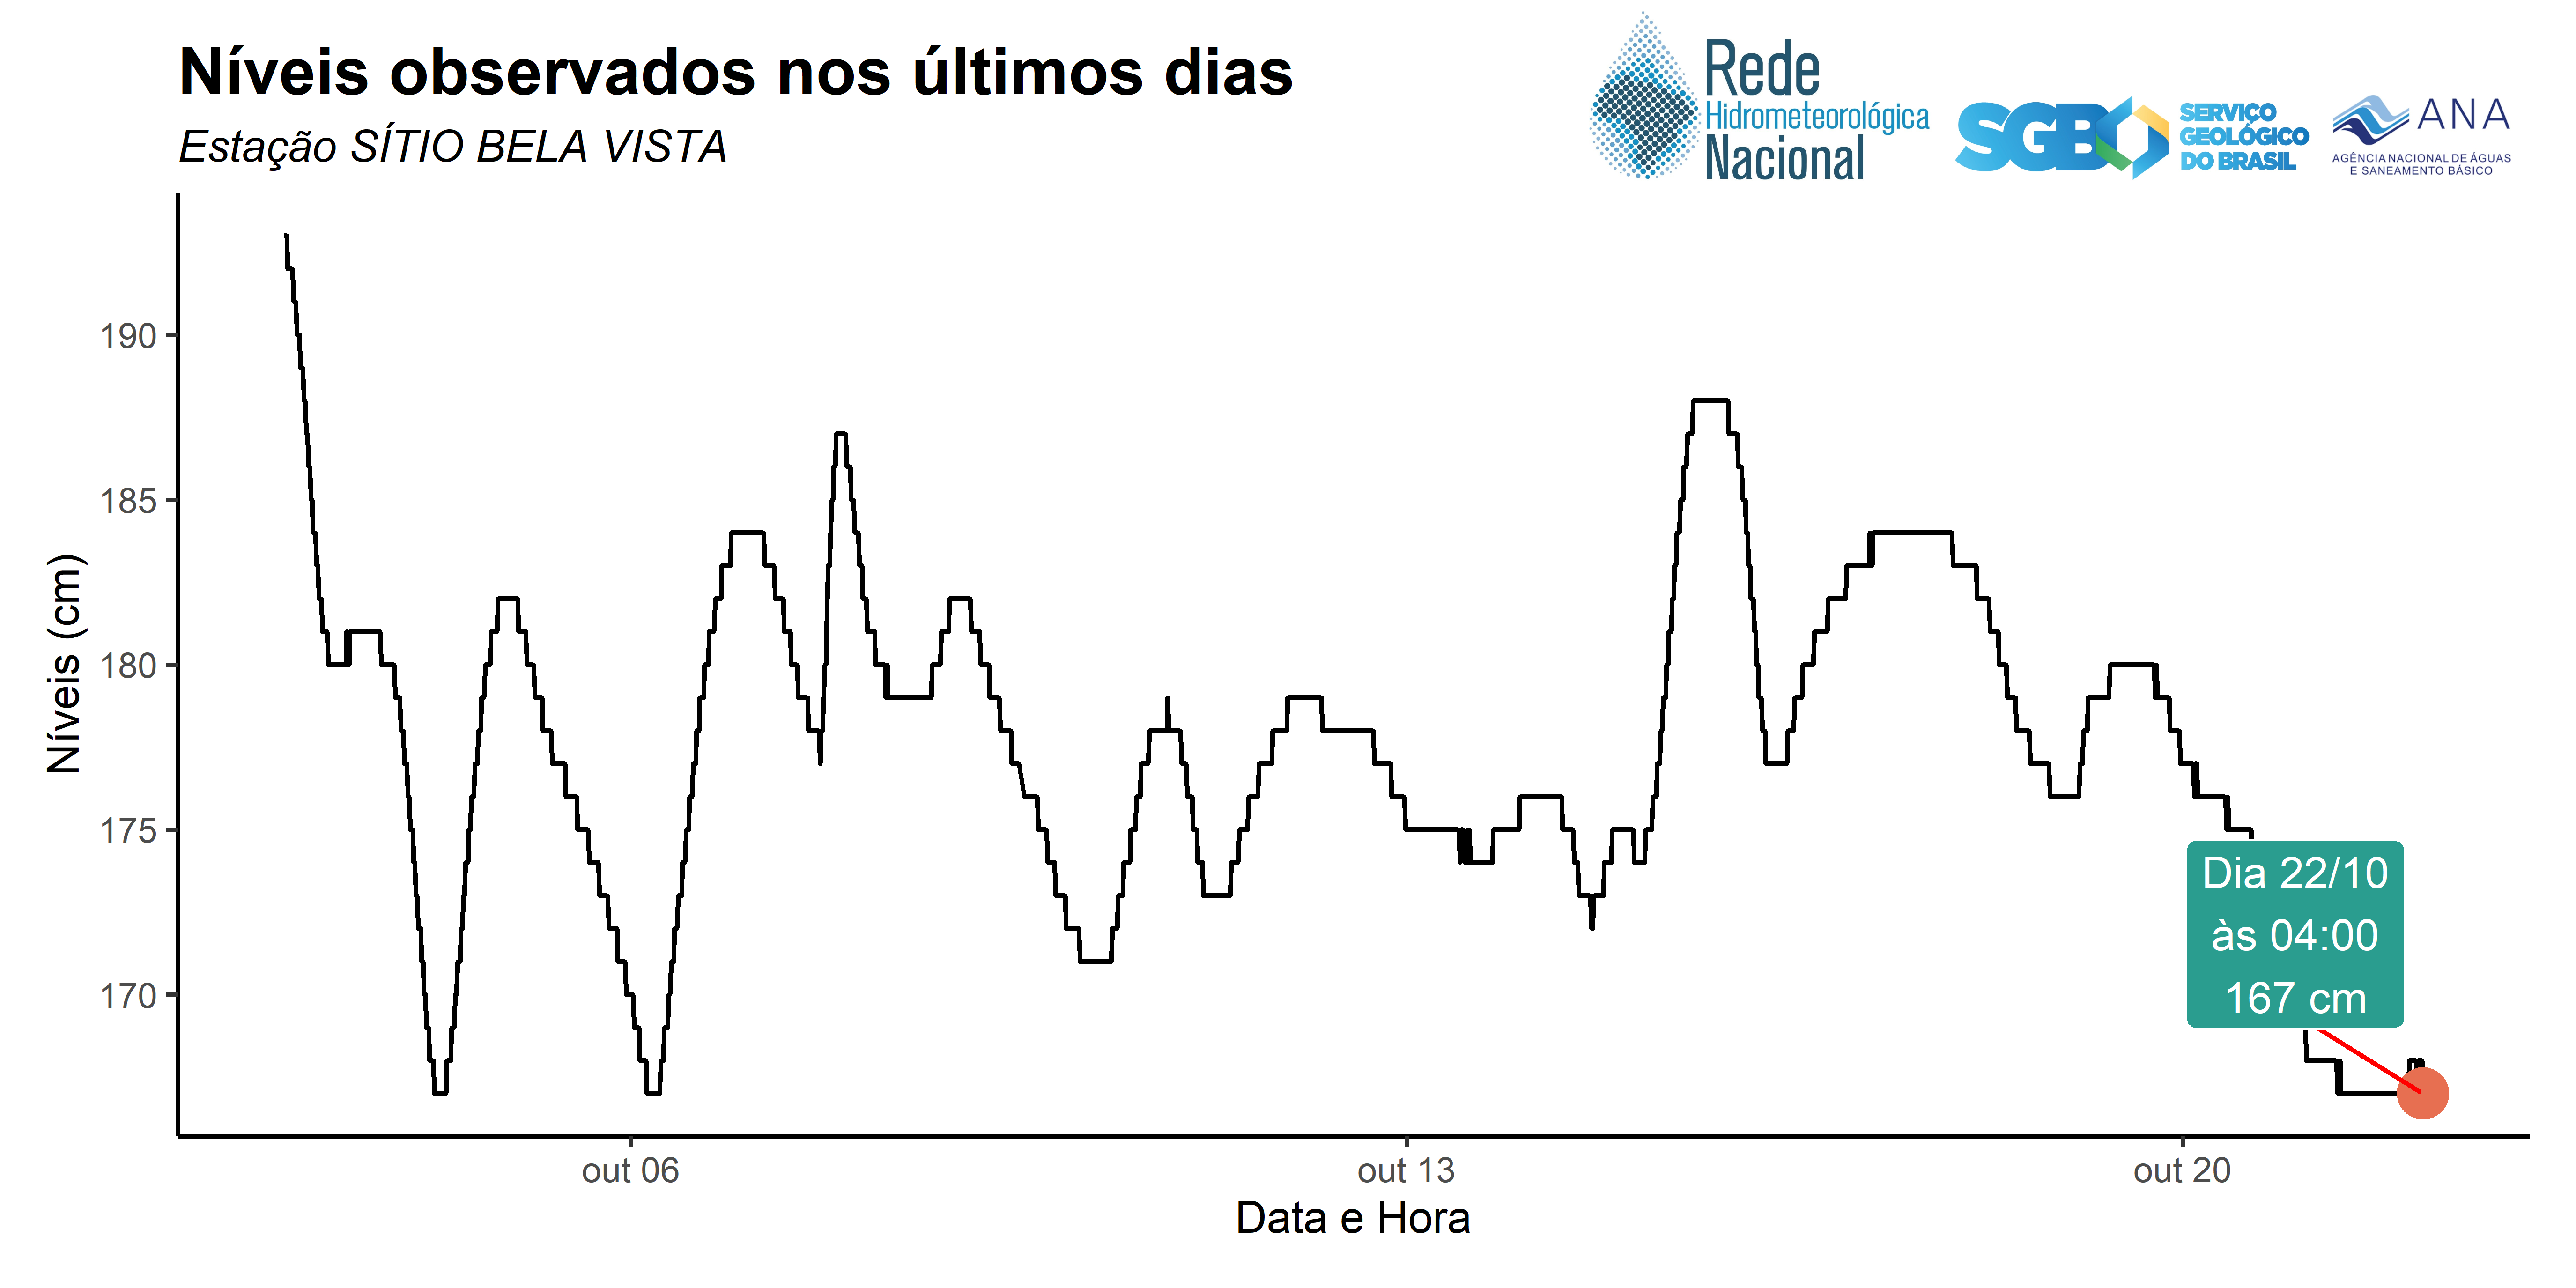 Níveis observados nos últimos dias
Estação SÍTIO BELA VISTA
Rede
Hidrometeorológica
Nacional
SGB
SERVIÇO
GEOLÓGICO
DO BRASIL
ANA
AGÊNCIA NACIONAL DE ÁGUAS
E SANEAMENTO BÁSICO
Níveis (cm)
190
185
180
175
170
Dia 22/10
às 04:00
167 cm
out 06
out 13
out 20
Data e Hora